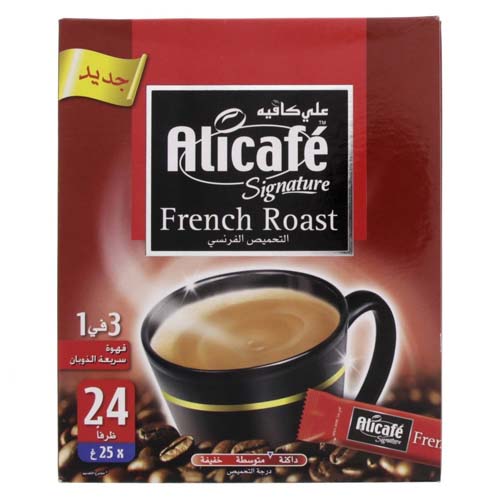 جديد
علي كافيه
Alicafé™
Signature
French Roast
التحميص الفرنسي
3 في 1
قهوة
سريعة الذوبان
24
ظرفاً
25 x غ
Alicafé
Signature
Fren
داكنة متوسطة خفيفة
درجة التحميص